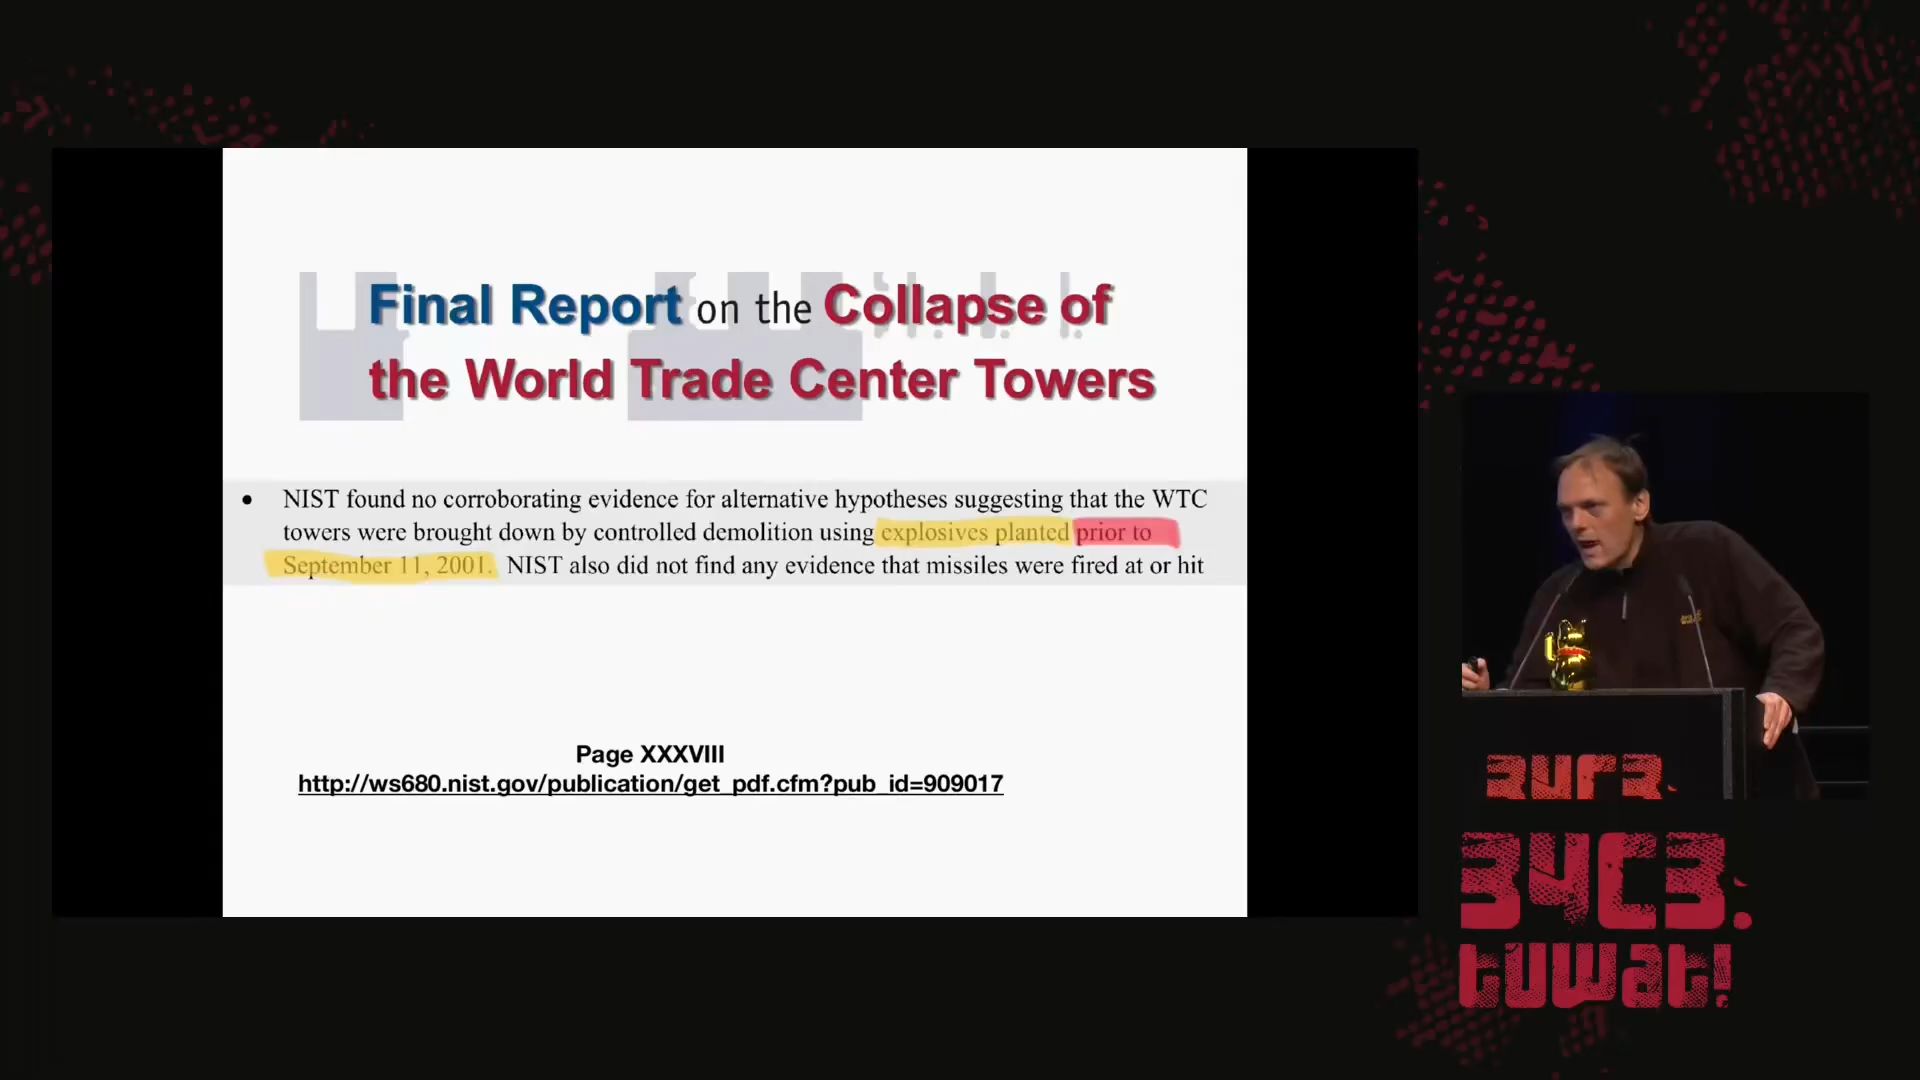 Final Report on the Collapse of
the World Trade Center Towers
• NIST found no corroborating evidence for alternative hypotheses suggesting that the WTC
towers were brought down by controlled demolition using explosives planted prior to
September 11, 2001. NIST also did not find any evidence that missiles were fired at or hit
Page XXXVIII
http://ws680.nist.gov/publication/get_pdf.cfm?pub_id=909017
34C3.
34C3.
tuwat!